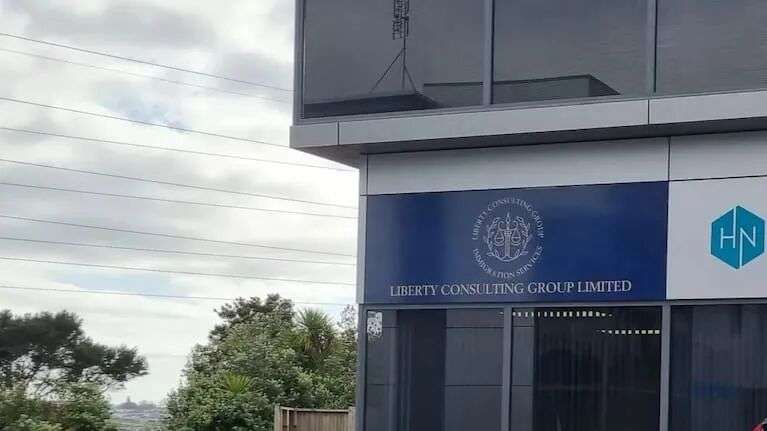 LIBERTY CONSULTING GROUP
IMMIGRATION SERVICES
LIBERTY CONSULTING GROUP LIMITED
HN